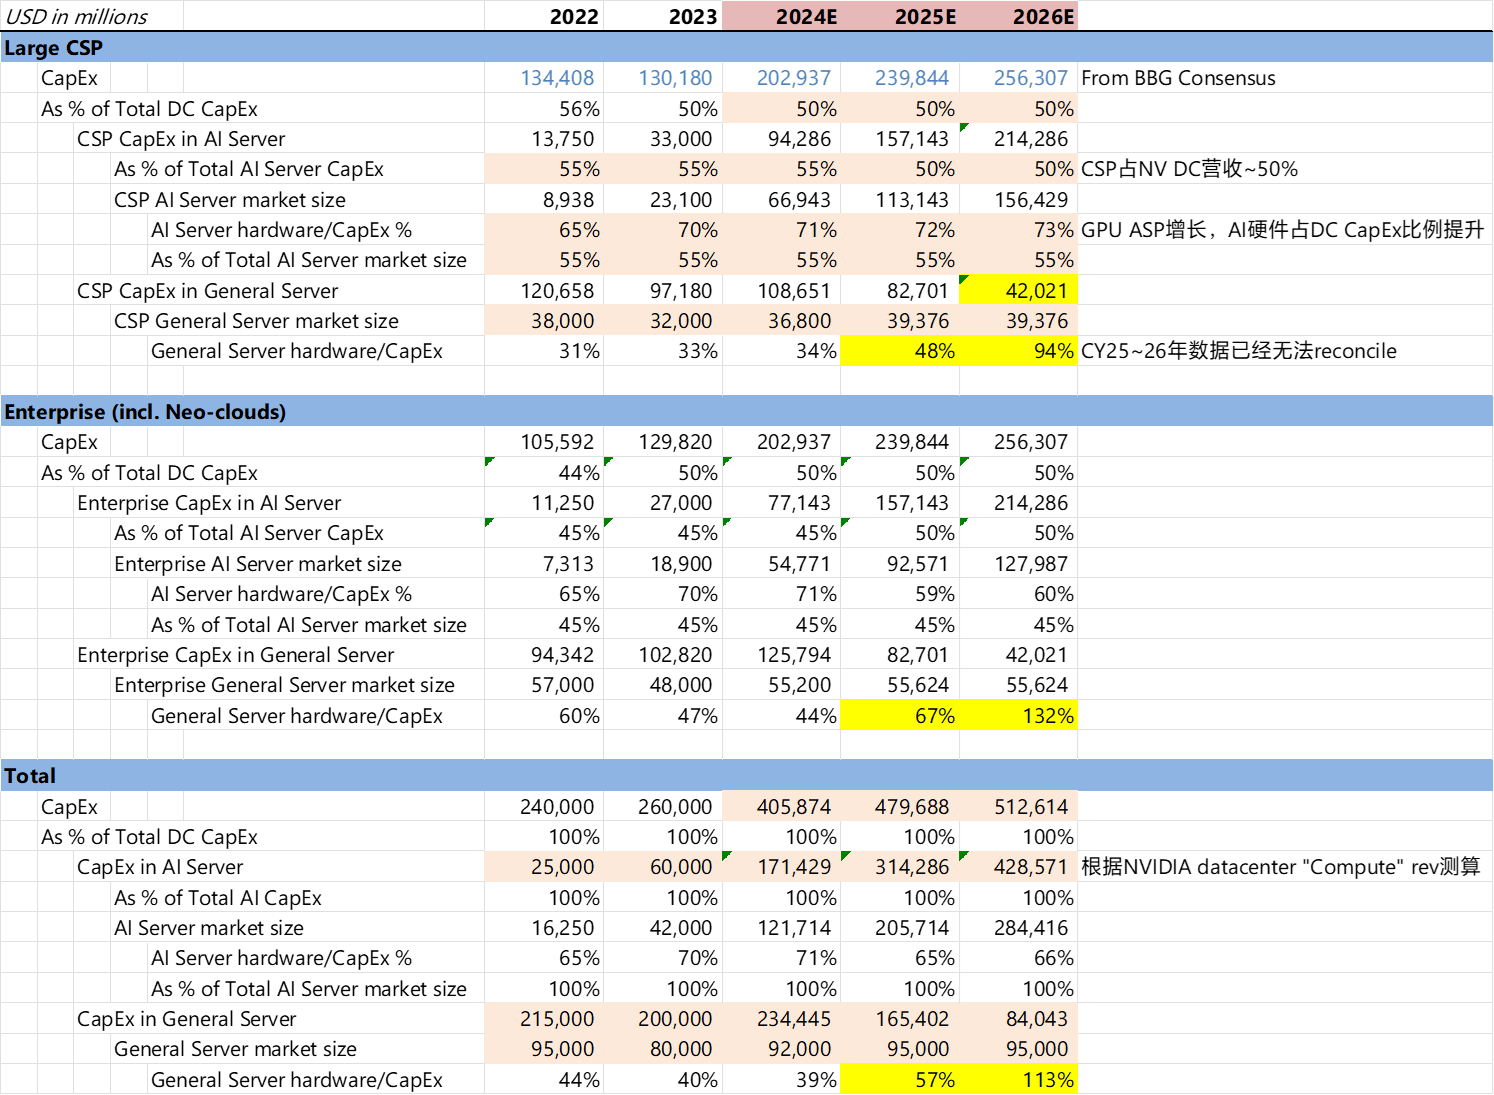 USD in millions 2022 2023 2024E 2025E 2026E
Large CSP
CapEx 134,408 130,180 202,937 239,844 256,307 From BBG Consensus
As % of Total DC CapEx 56% 50% 50% 50% 50%
CSP CapEx in AI Server 13,750 33,000 94,286 157,143 214,286
As % of Total AI Server CapEx 55% 55% 55% 50% 50% CSP占NV DC营收~50%
CSP AI Server market size 8,938 23,100 66,943 113,143 156,429
AI Server hardware/CapEx % 65% 70% 71% 72% 73% GPU ASP增长，AI硬件占DC CapEx比例提升
As % of Total AI Server market size 55% 55% 55% 55% 55%
CSP CapEx in General Server 120,658 97,180 108,651 82,701 42,021
CSP General Server market size 38,000 32,000 36,800 39,376 39,376
General Server hardware/CapEx 31% 33% 34% 48% 94% CY25~26年数据已经无法reconcile
Enterprise (incl. Neo-clouds)
CapEx 105,592 129,820 202,937 239,844 256,307
As % of Total DC CapEx 44% 50% 50% 50% 50%
Enterprise CapEx in AI Server 11,250 27,000 77,143 157,143 214,286
As % of Total AI Server CapEx 45% 45% 45% 50% 50%
Enterprise AI Server market size 7,313 18,900 54,771 92,571 127,987
AI Server hardware/CapEx % 65% 70% 71% 59% 60%
As % of Total AI Server market size 45% 45% 45% 45% 45%
Enterprise CapEx in General Server 94,342 102,820 125,794 82,701 42,021
Enterprise General Server market size 57,000 48,000 55,200 55,624 55,624
General Server hardware/CapEx 60% 47% 44% 67% 132%
Total
CapEx 240,000 260,000 405,874 479,688 512,614
As % of Total DC CapEx 100% 100% 100% 100% 100%
CapEx in AI Server 25,000 60,000 171,429 314,286 428,571 根据NVIDIA datacenter "Compute" rev测算
As % of Total AI CapEx 100% 100% 100% 100% 100%
AI Server market size 16,250 42,000 121,714 205,714 284,416
AI Server hardware/CapEx % 65% 70% 71% 65% 66%
As % of Total AI Server market size 100% 100% 100% 100% 100%
CapEx in General Server 215,000 200,000 234,445 165,402 84,043
General Server market size 95,000 80,000 92,000 95,000 95,000
General Server hardware/CapEx 44% 40% 39% 57% 113%